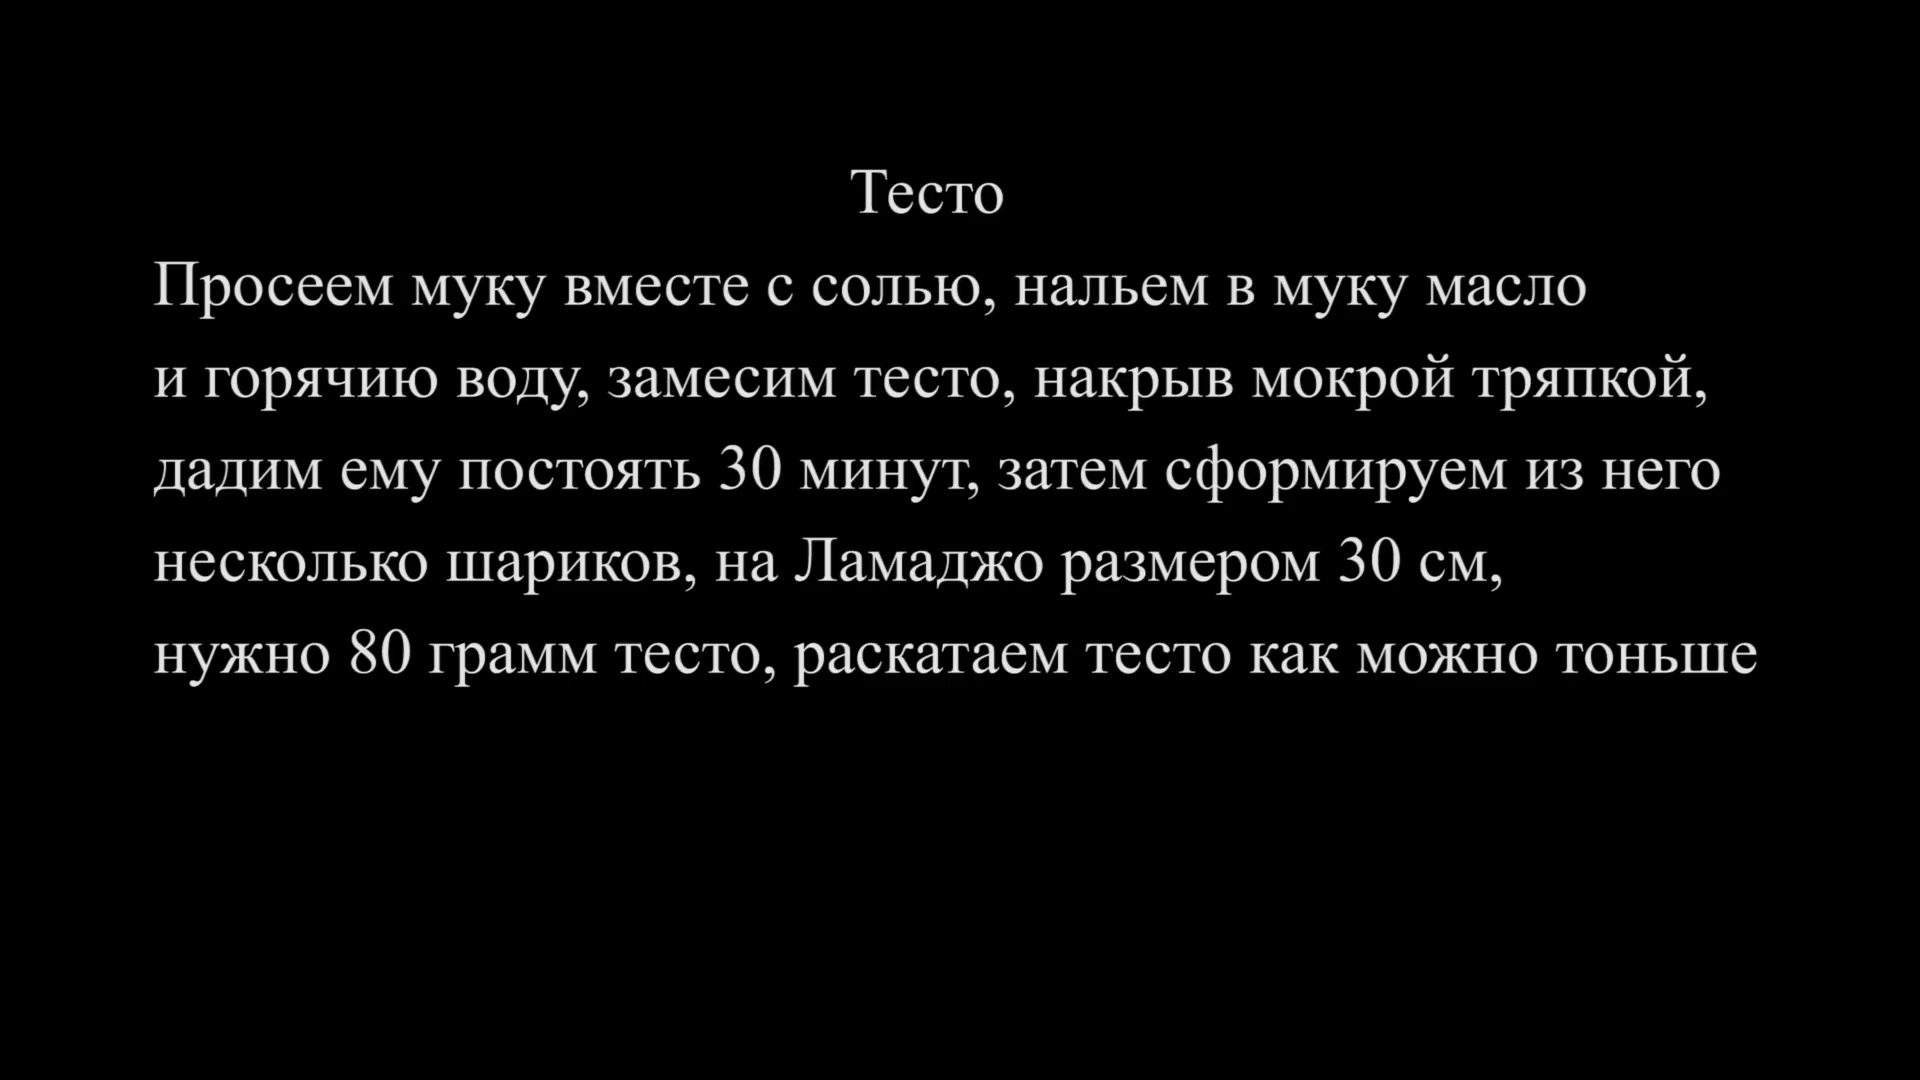 Тесто
Просеем муку вместе с солью, нальем в муку масло
и горячию воду, замесим тесто, накрыв мокрой тряпкой,
дадим ему постоять 30 минут, затем сформируем из него
несколько шариков, на Ламаджо размером 30 см,
нужно 80 грамм тесто, раскатаем тесто как можно тоньше